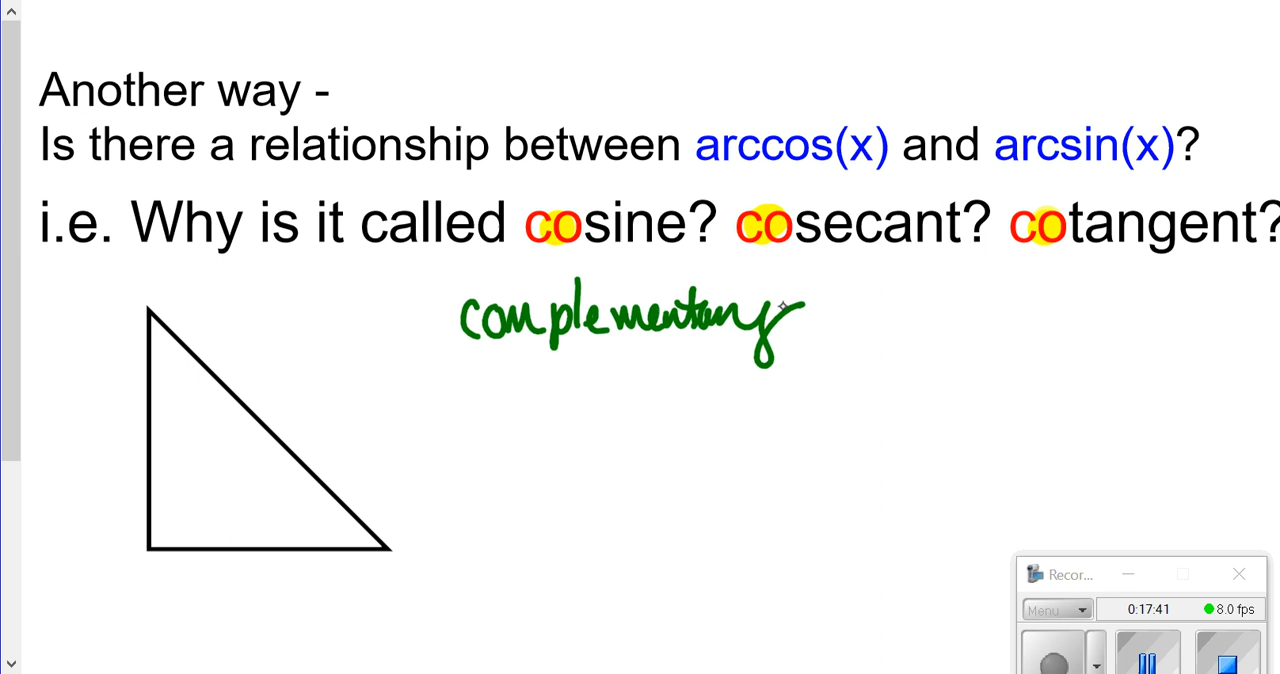 Another way -
Is there a relationship between arccos(x) and arcsin(x)?
i.e. Why is it called cosine? cosecant? cotangent?
complementary
Recor...
Menu
0:17:41
8.0 fps